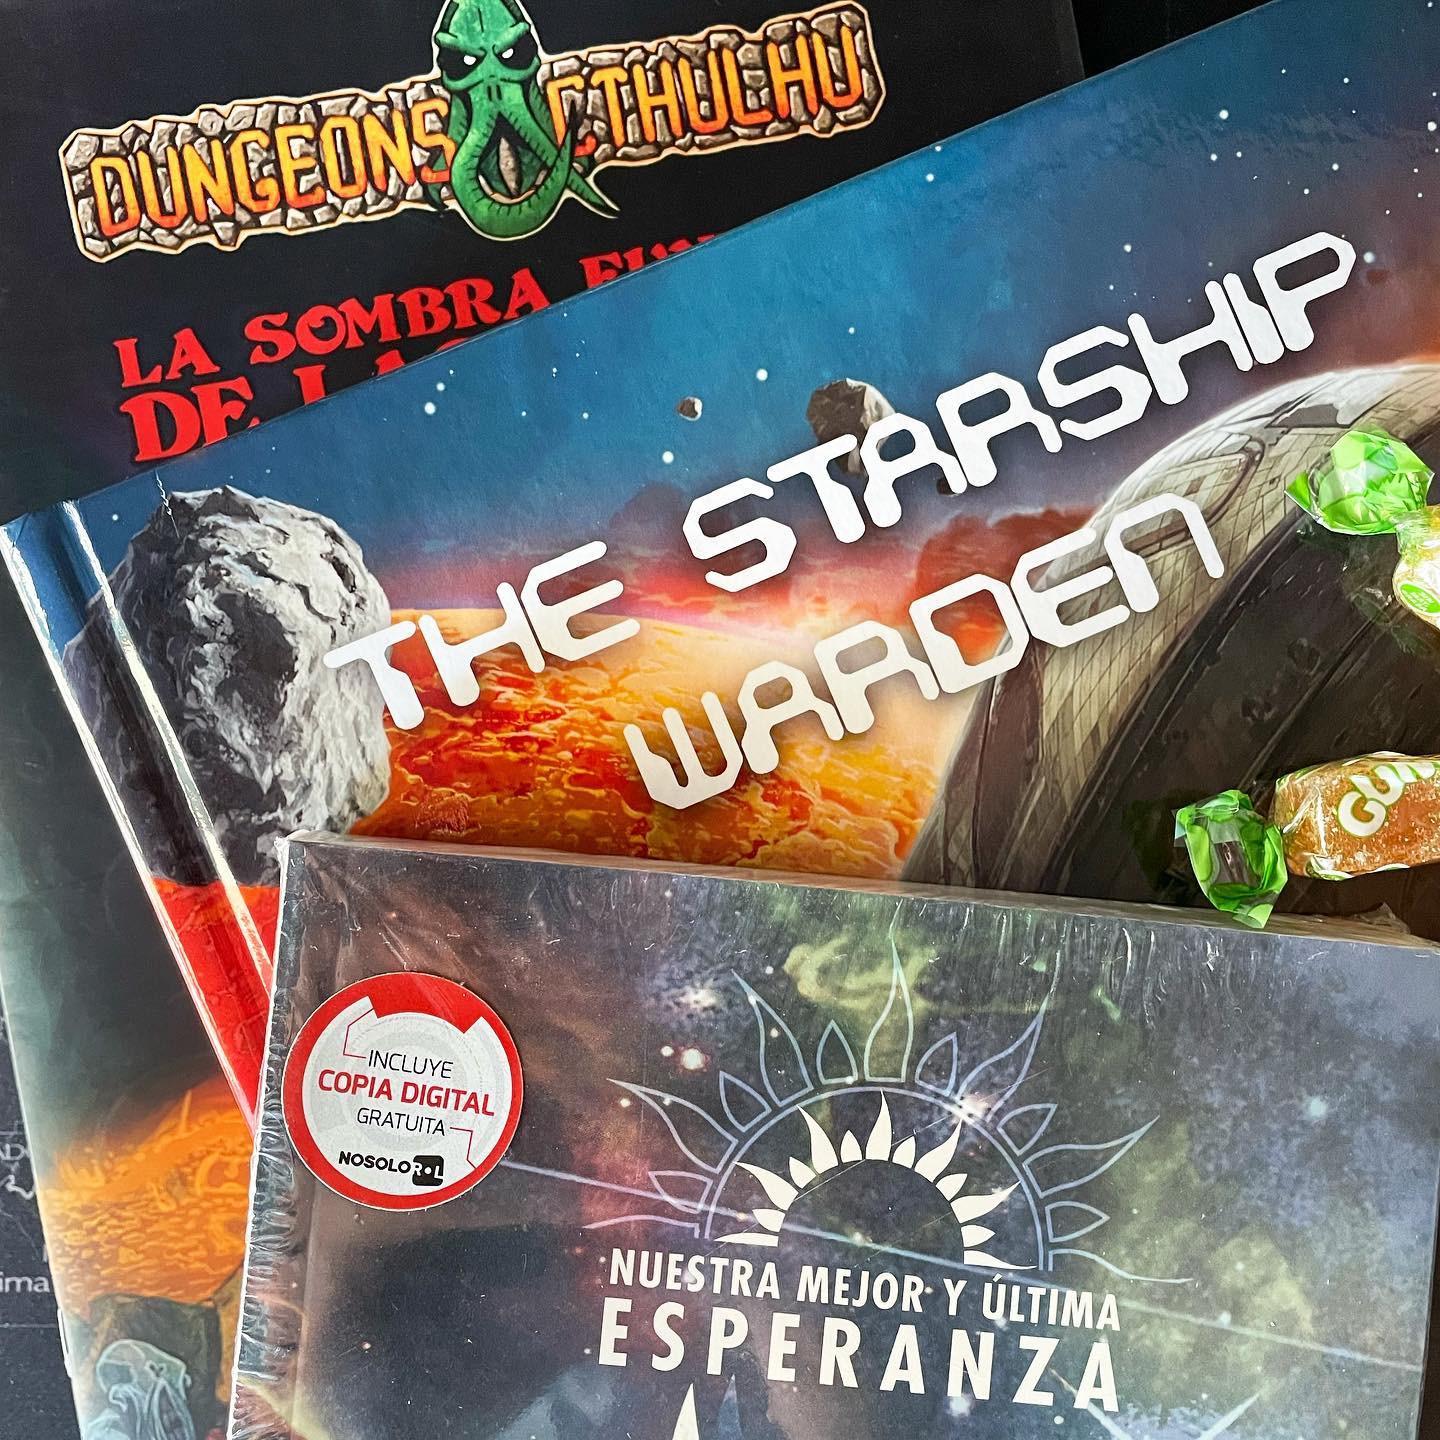 DUNGEONS & CTHULHU
LA SOMBRA
DE
THE STARSHIP
WARDEN
INCLUYE
COPIA DIGITAL
GRATUITA
NOSOLOROL
NUESTRA MEJOR Y ÚLTIMA
ESPERANZA